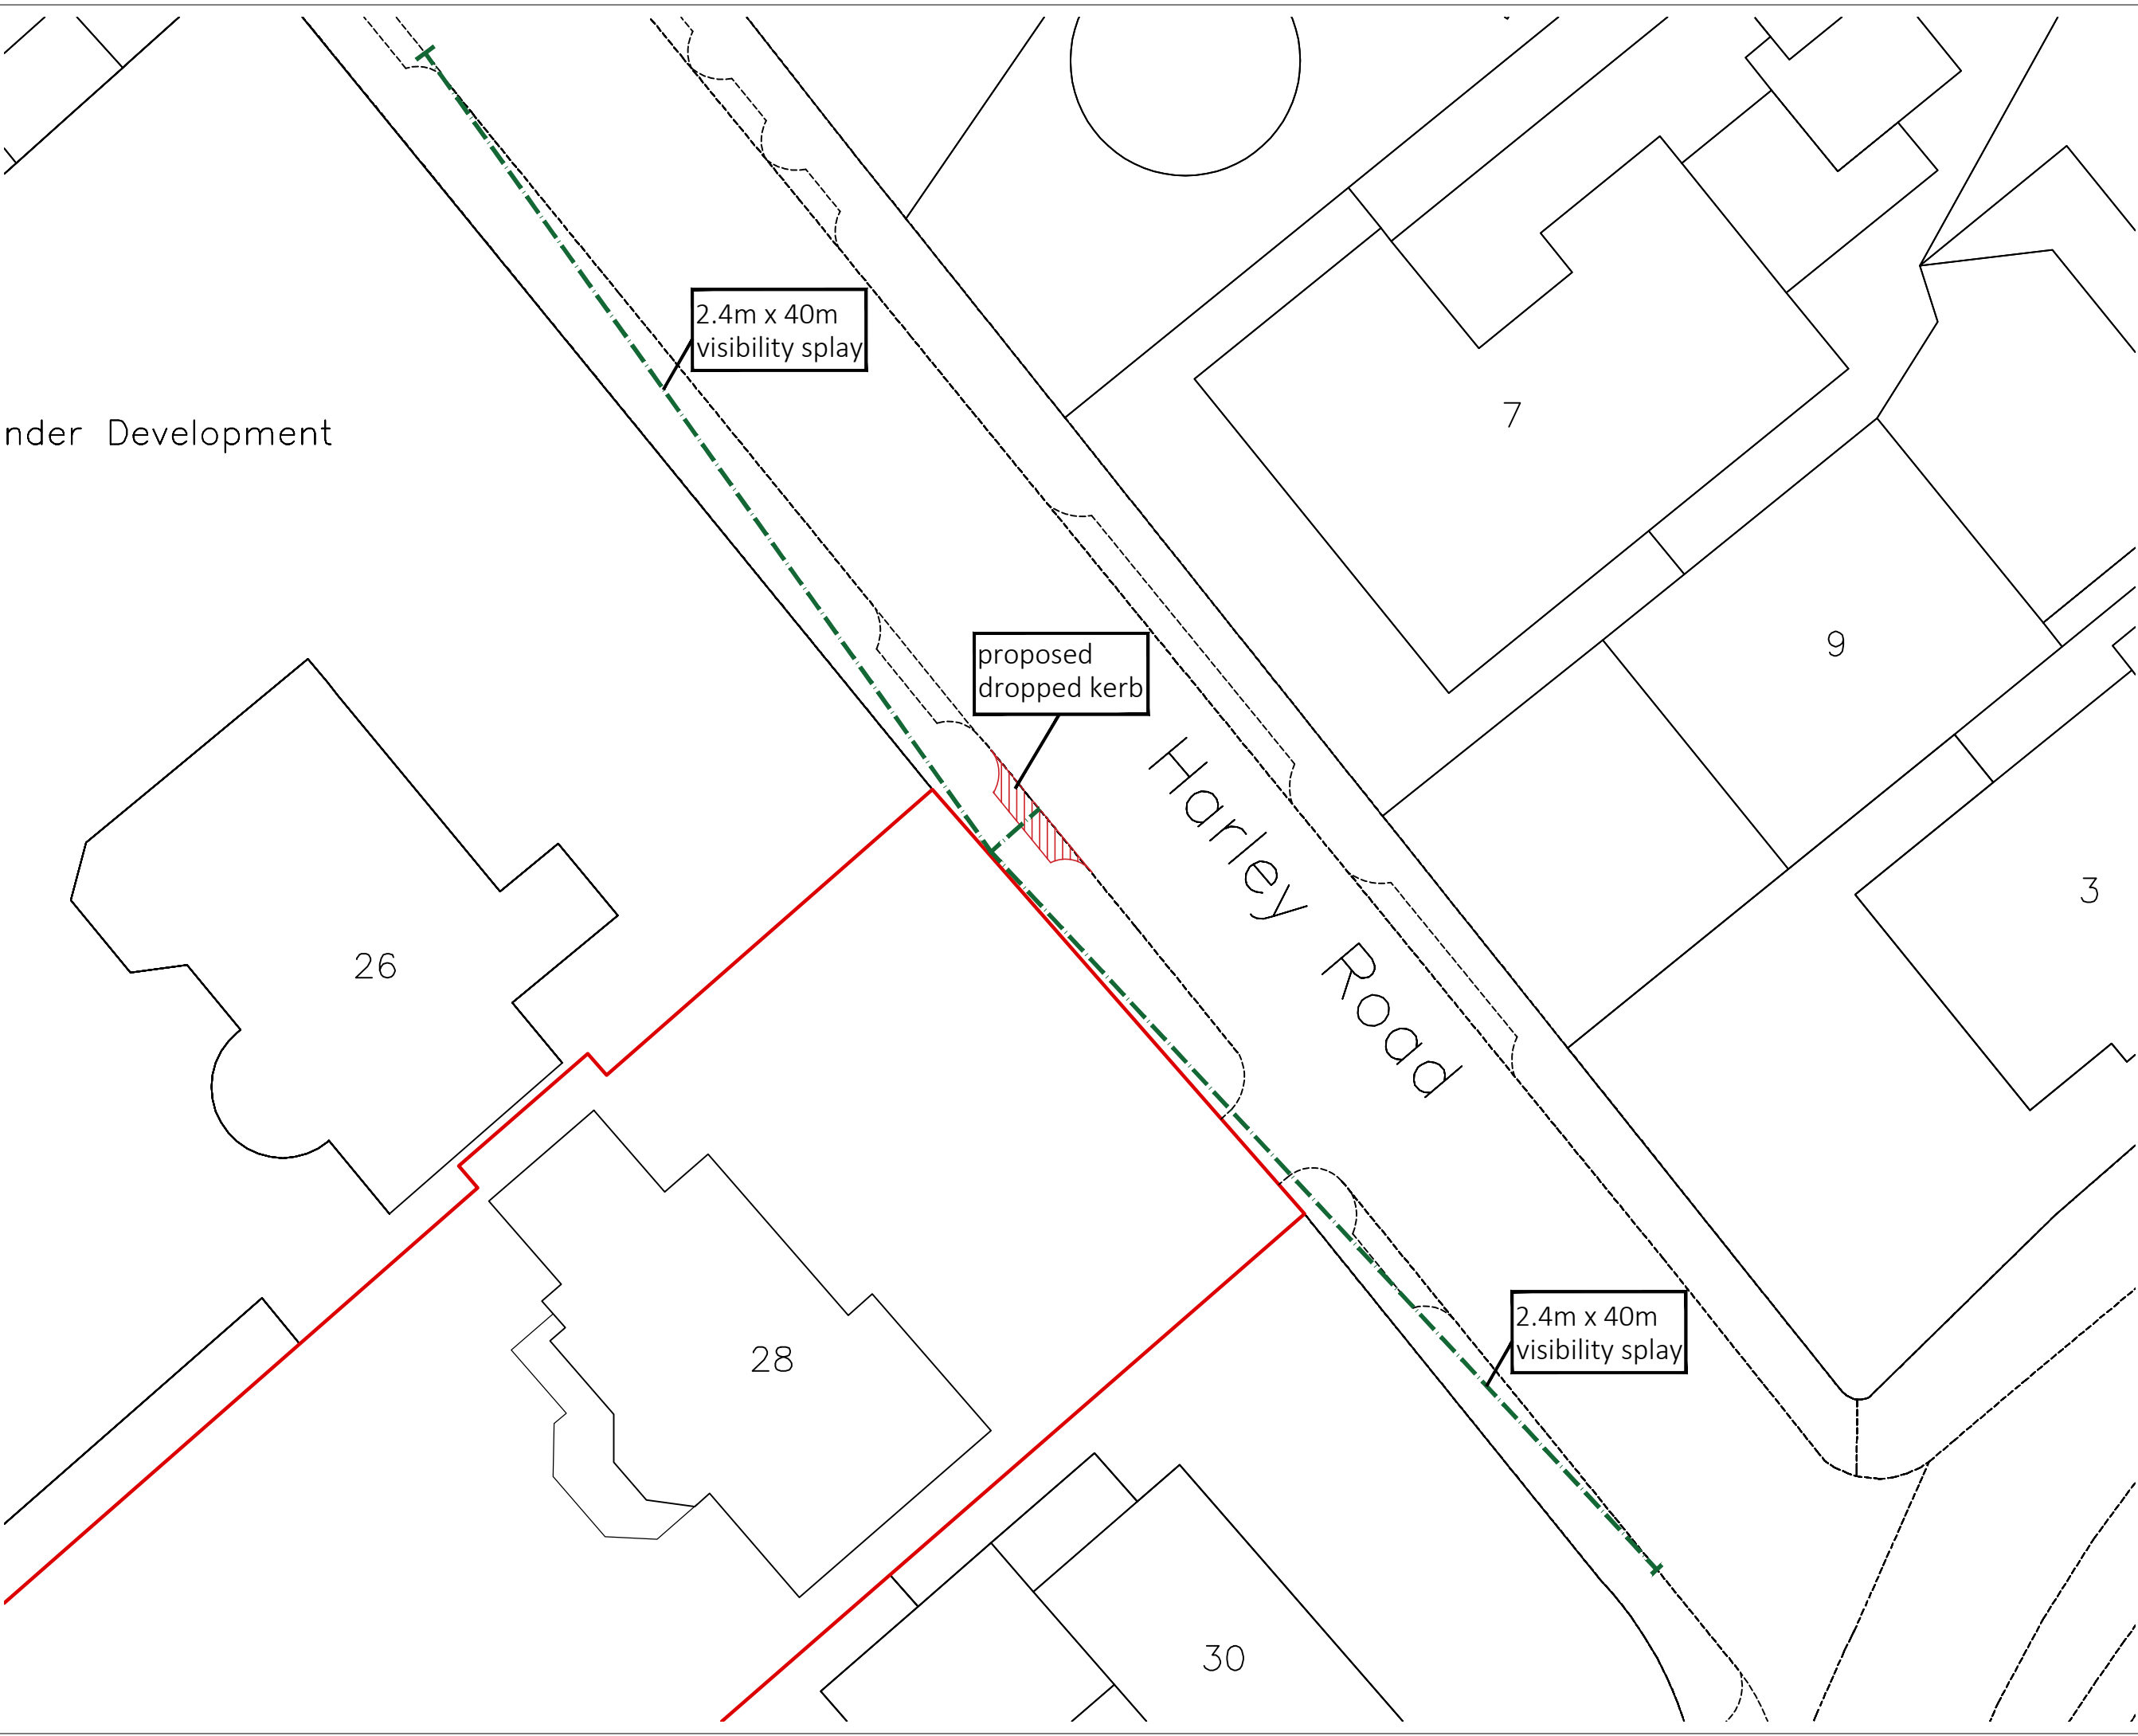 2.4m x 40m
visibility splay
7
nder Development
proposed
dropped kerb
9
Harley Road
3
26
2.4m x 40m
visibility splay
28
30